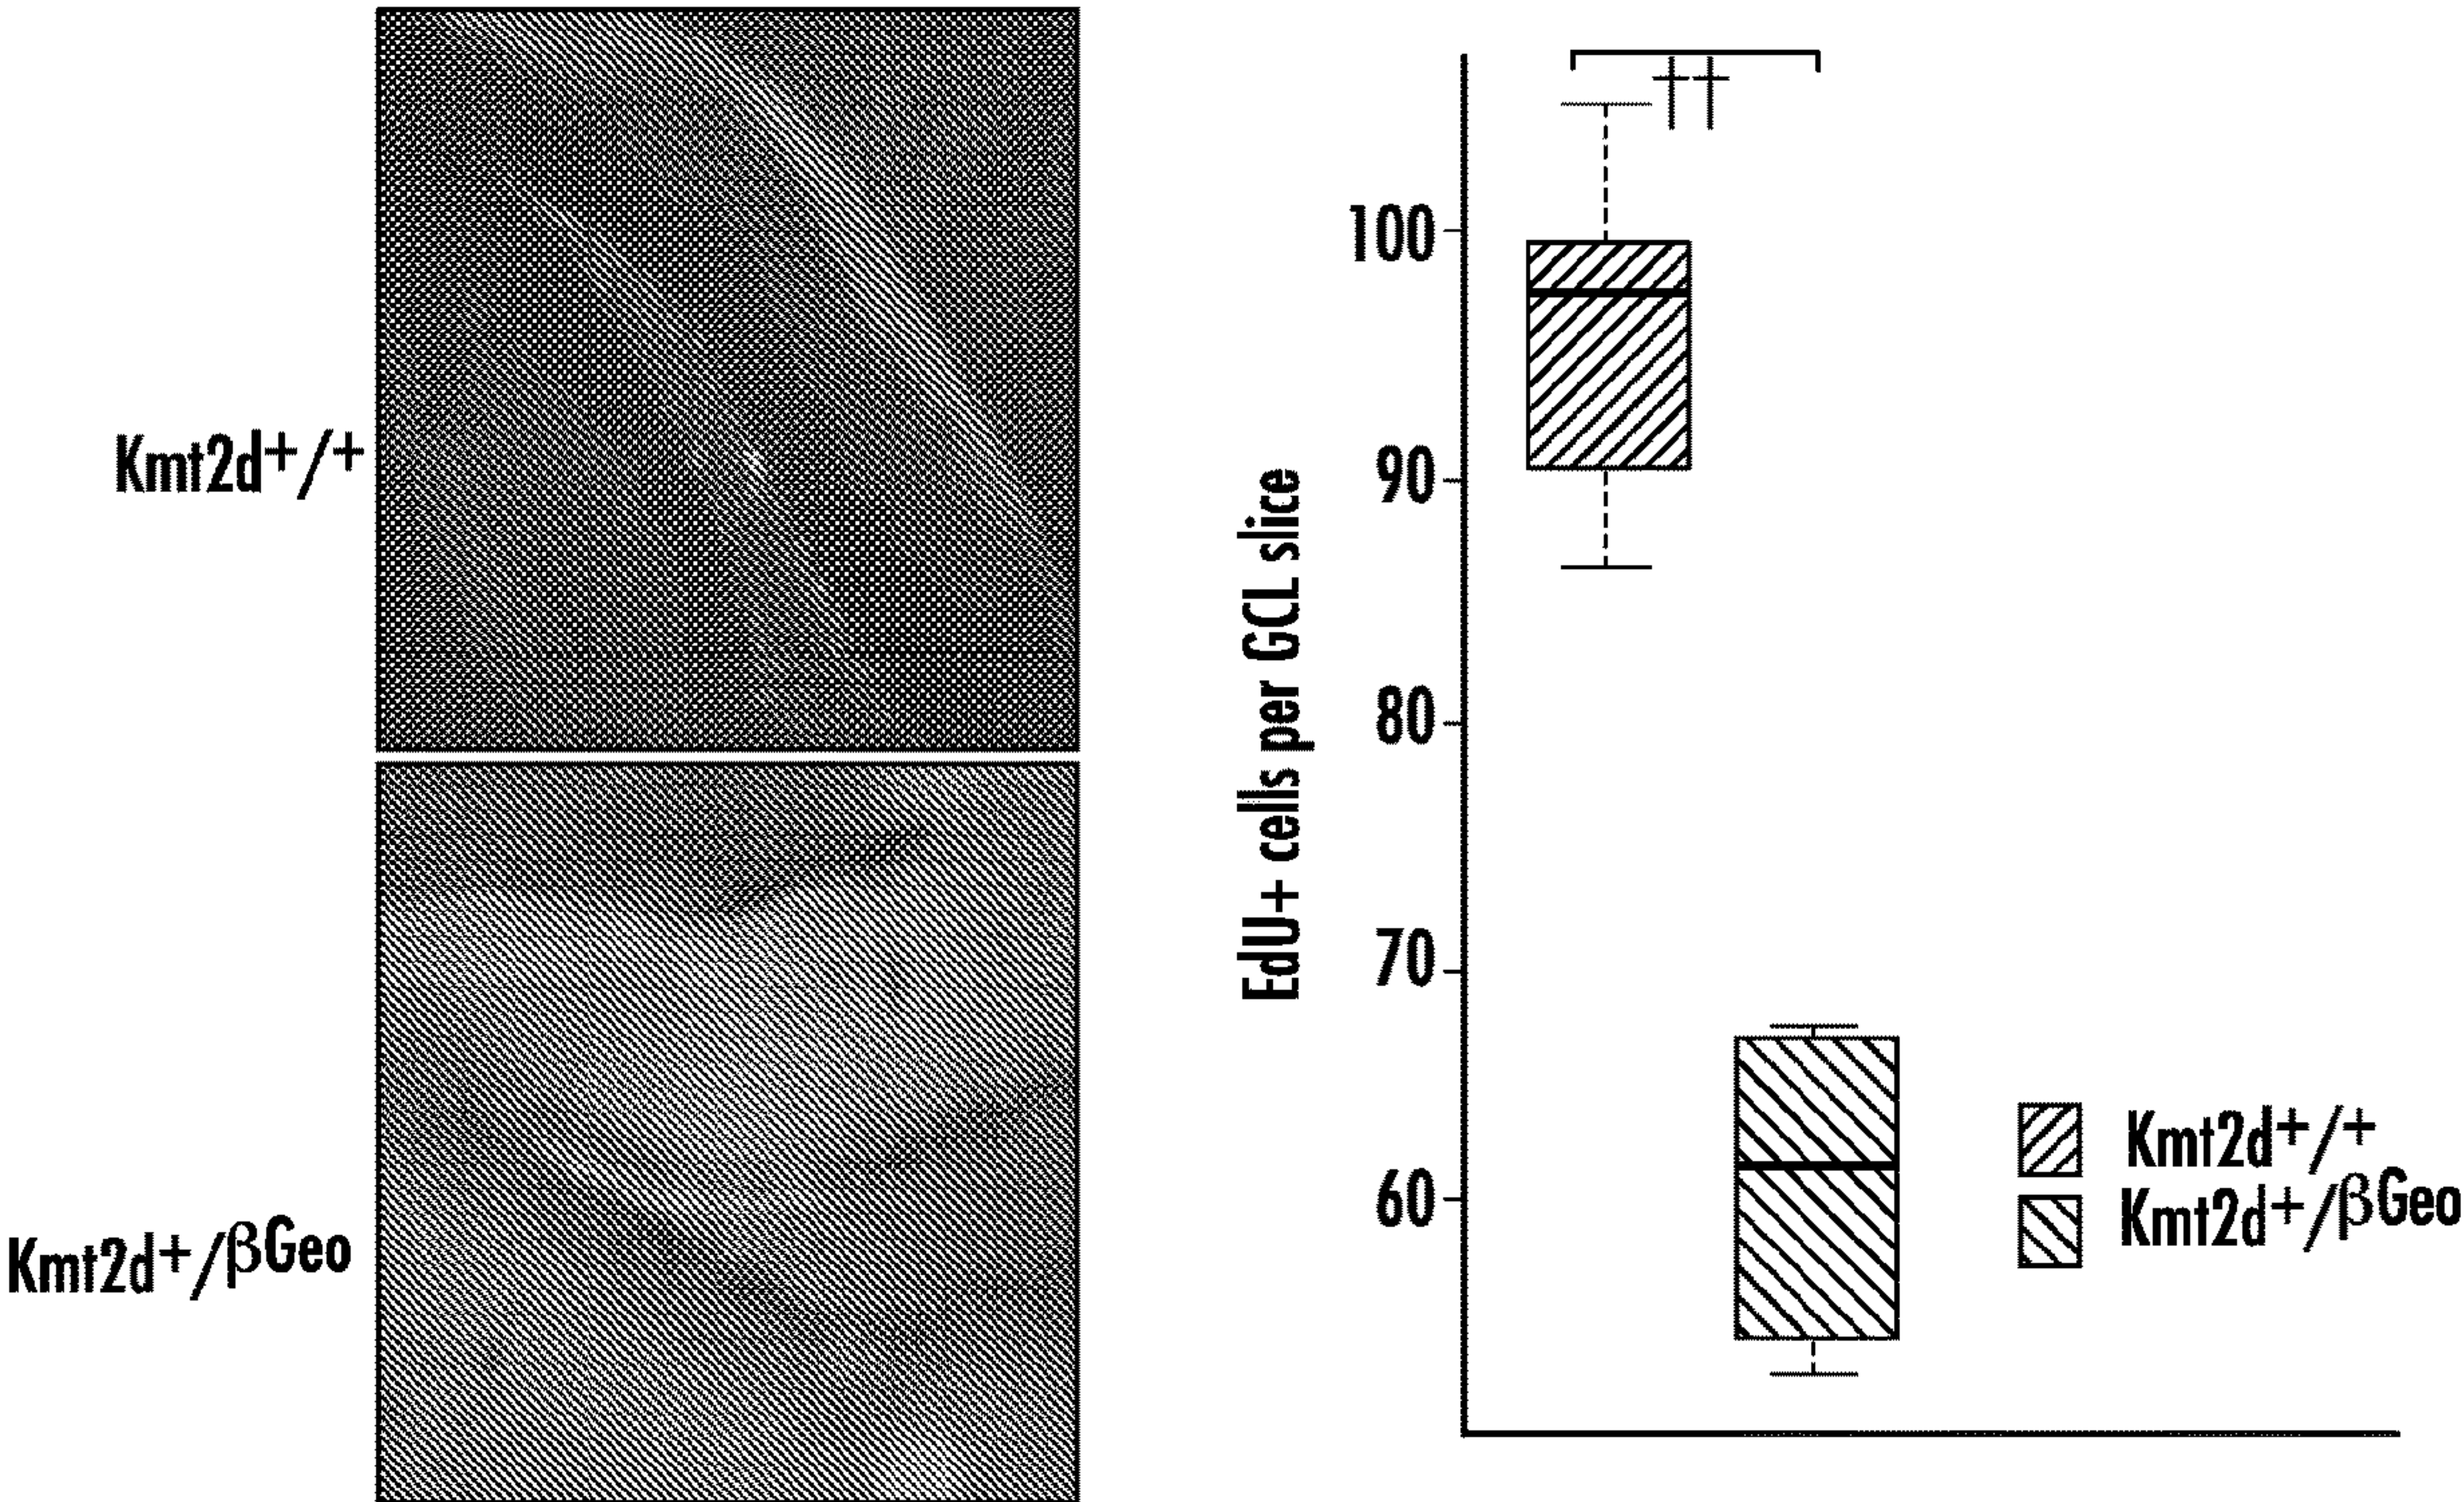 Kmt2d+/+
Kmt2d+/βGeo
EdU+ cells per GCL slice
100
90
80
70
60
††
Kmt2d+/+
Kmt2d+/βGeo